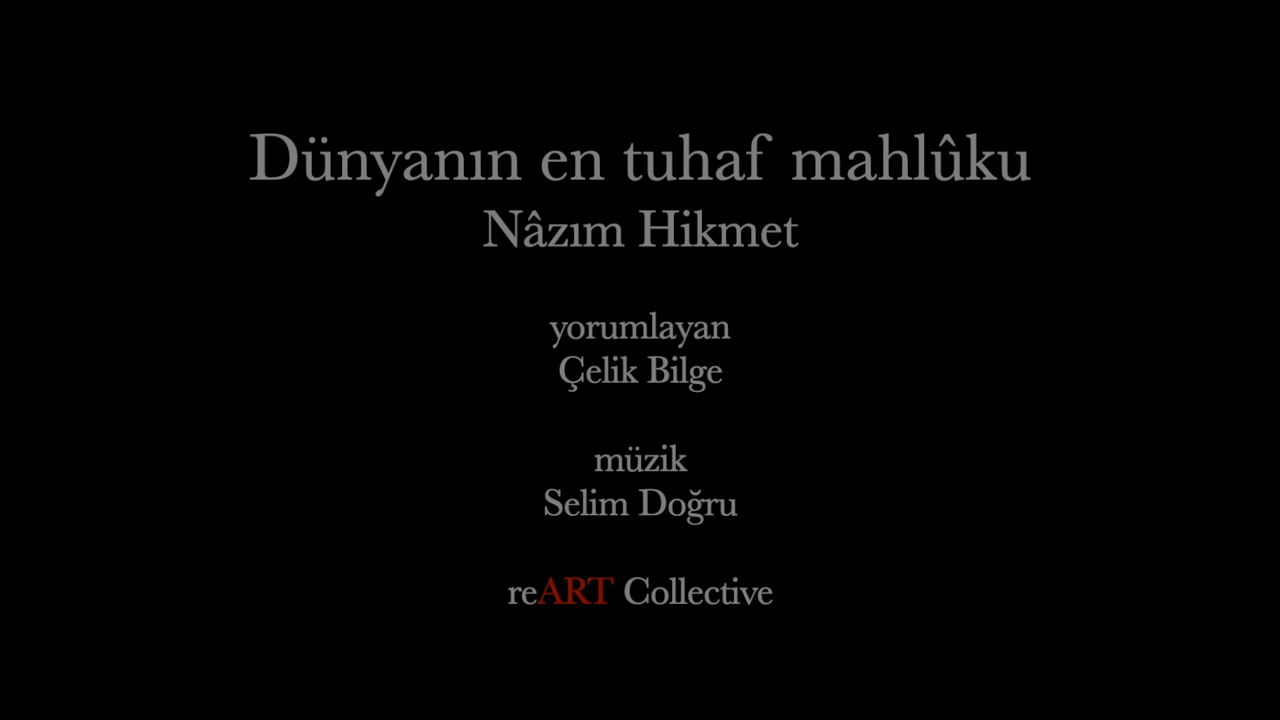 Dünyanın en tuhaf mahlûku
Nâzım Hikmet
yorumlayan
Çelik Bilge
müzik
Selim Doğru
reART Collective